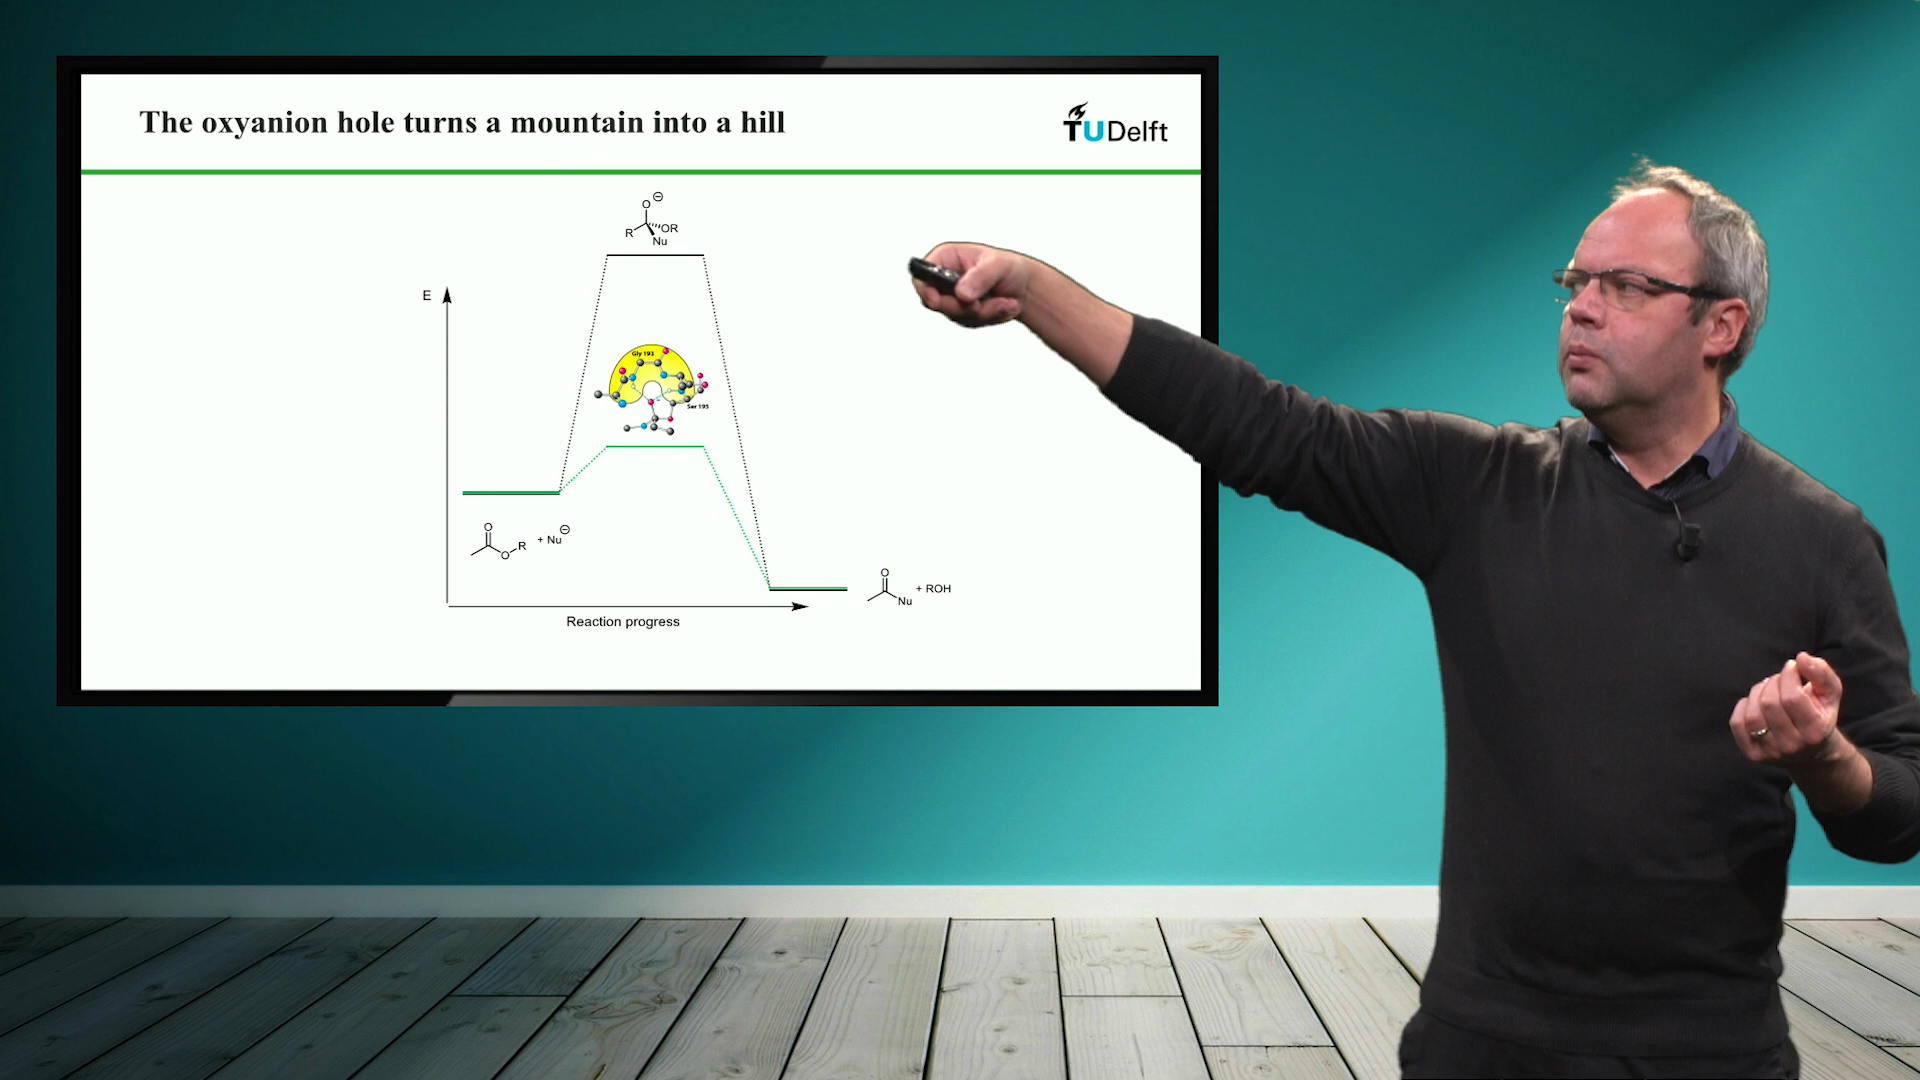 The oxyanion hole turns a mountain into a hill
TUDelft
O ⊖
R OR
Nu
E
Gly 193
Ser 195
O
O R + Nu ⊖
O
Nu + ROH
Reaction progress